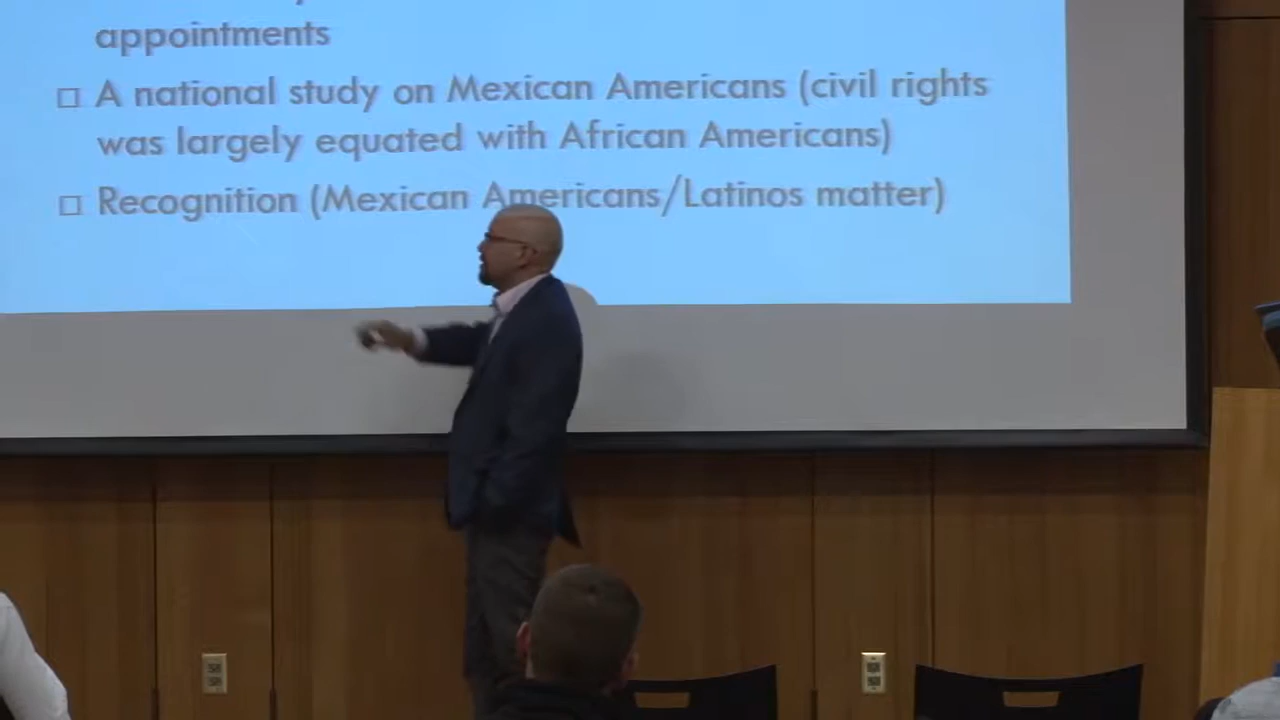 appointments
□ A national study on Mexican Americans (civil rights
was largely equated with African Americans)
□ Recognition (Mexican Americans/Latinos matter)